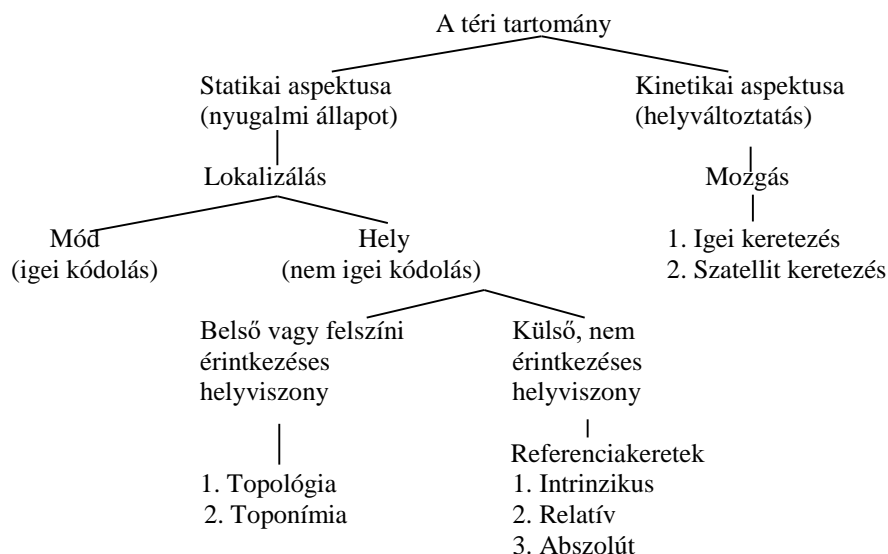 A téri tartomány
Statikai aspektusa
(nyugalmi állapot)
Kinetikai aspektusa
(helyváltoztatás)
Lokalizálás
Mozgás
Mód
(igei kódolás)
Hely
(nem igei kódolás)
1. Igei keretezés
2. Szatellit keretezés
Belső vagy felszíni
érintkezéses
helyviszony
Külső, nem
érintkezéses
helyviszony
1. Topológia
2. Toponímia
Referenciakeretek
1. Intrinzikus
2. Relatív
3. Abszolút